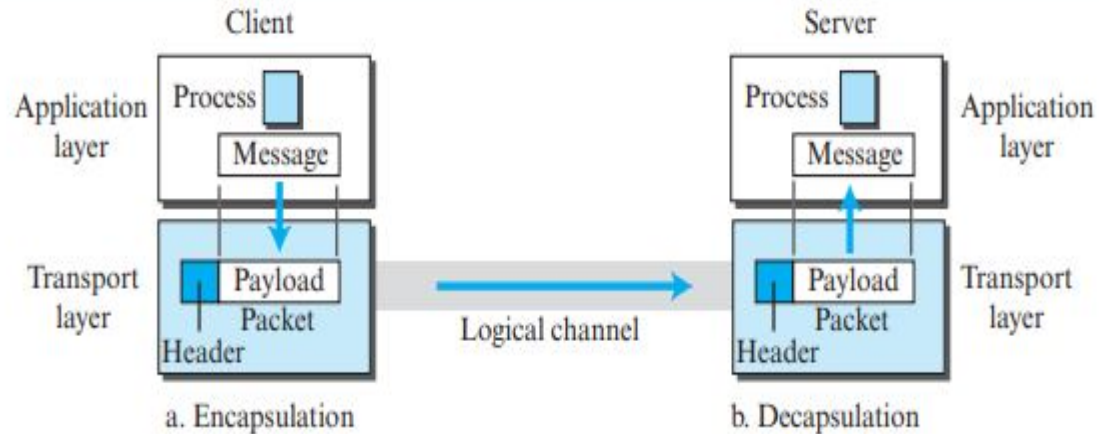 Client
Server
Application
layer
Process
Message
Process
Message
Application
layer
Transport
layer
Payload
Packet
Header
Logical channel
Payload
Packet
Header
Transport
layer
a. Encapsulation
b. Decapsulation